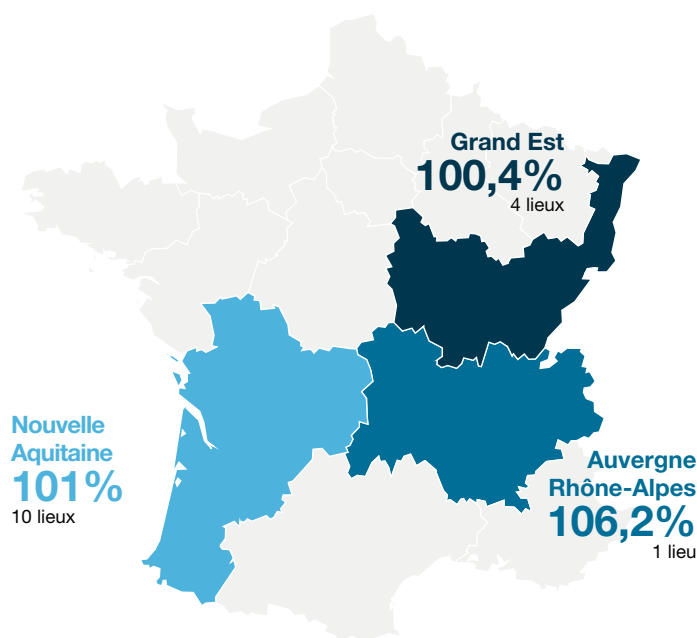 Grand Est
100,4%
4 lieux
Nouvelle
Aquitaine
101%
10 lieux
Auvergne
Rhône-Alpes
106,2%
1 lieu